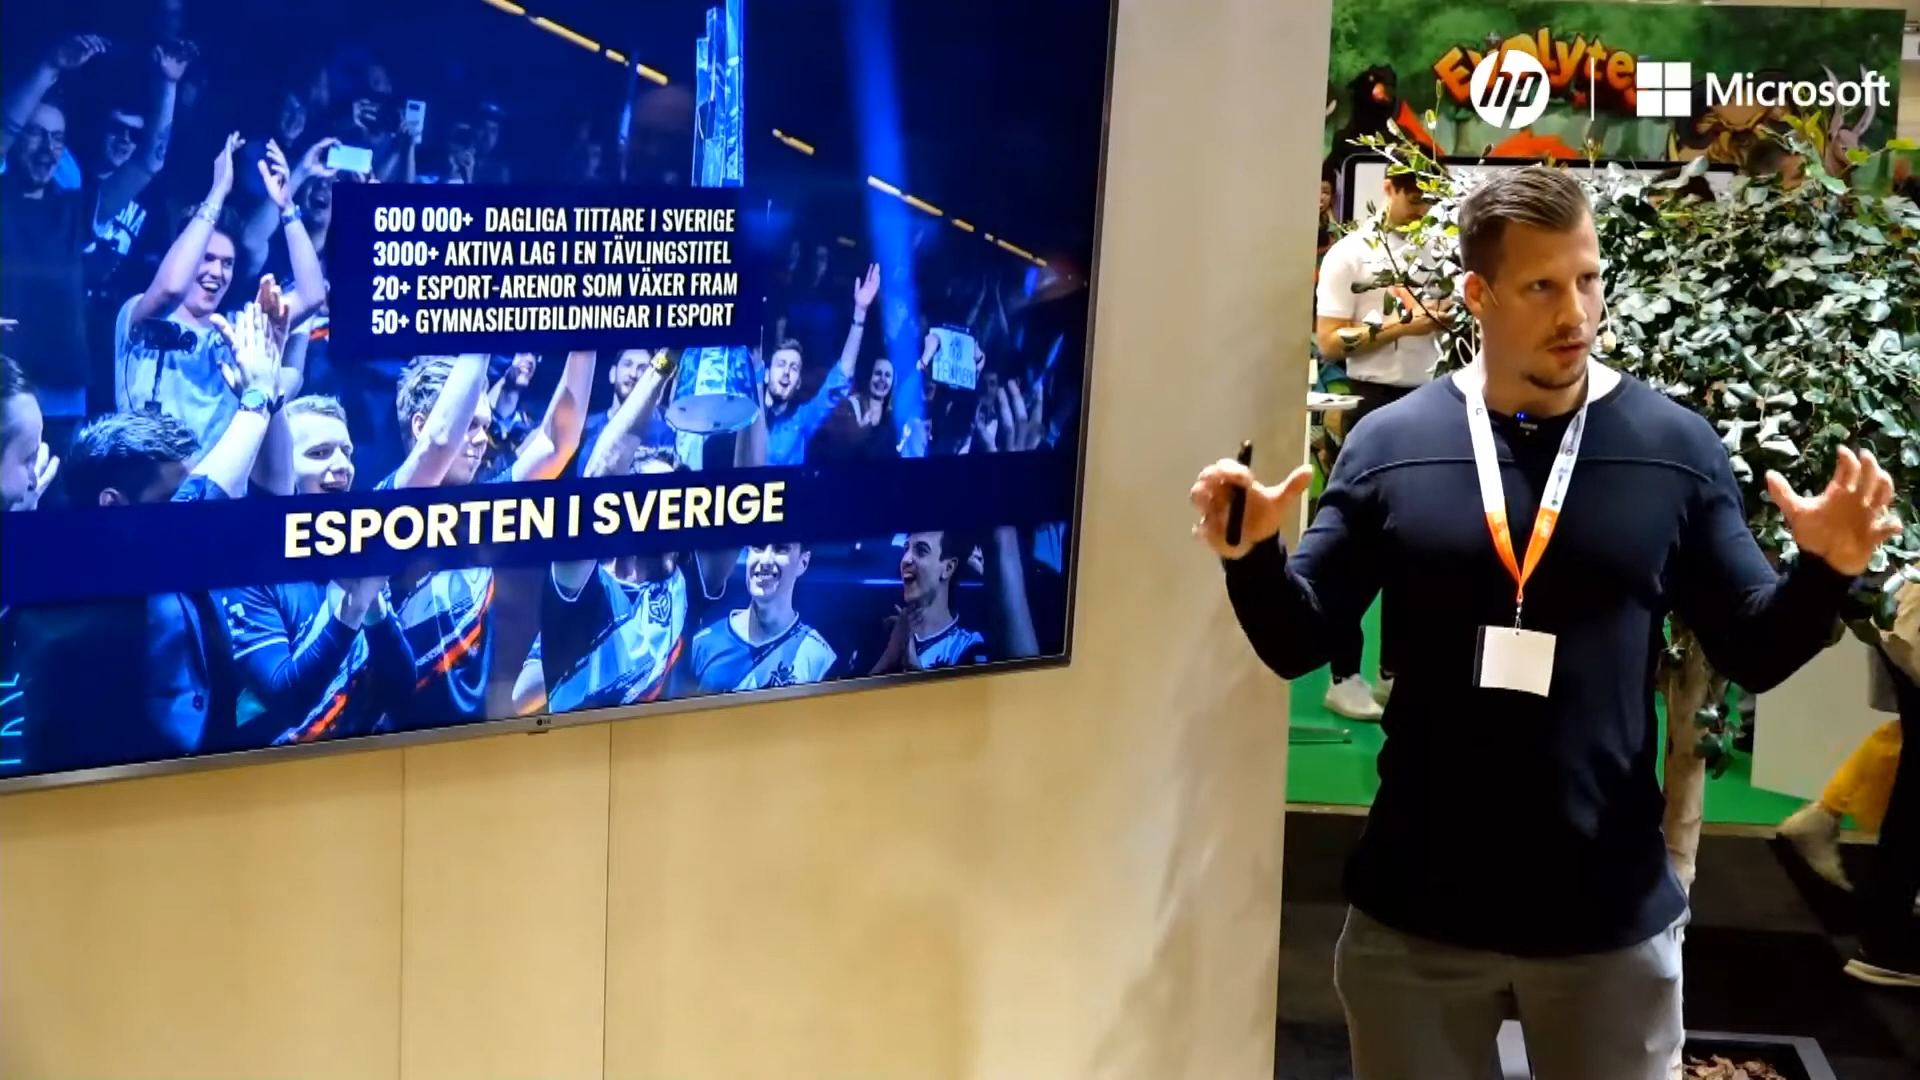 600 000+ DAGLIGA TITTARE I SVERIGE
3000+ AKTIVA LAG I EN TÄVLINGSTITEL
20+ ESPORT-ARENOR SOM VÄXER FRAM
50+ GYMNASIEUTBILDNINGAR I ESPORT
ESPORTEN I SVERIGE
LG
hp
Microsoft